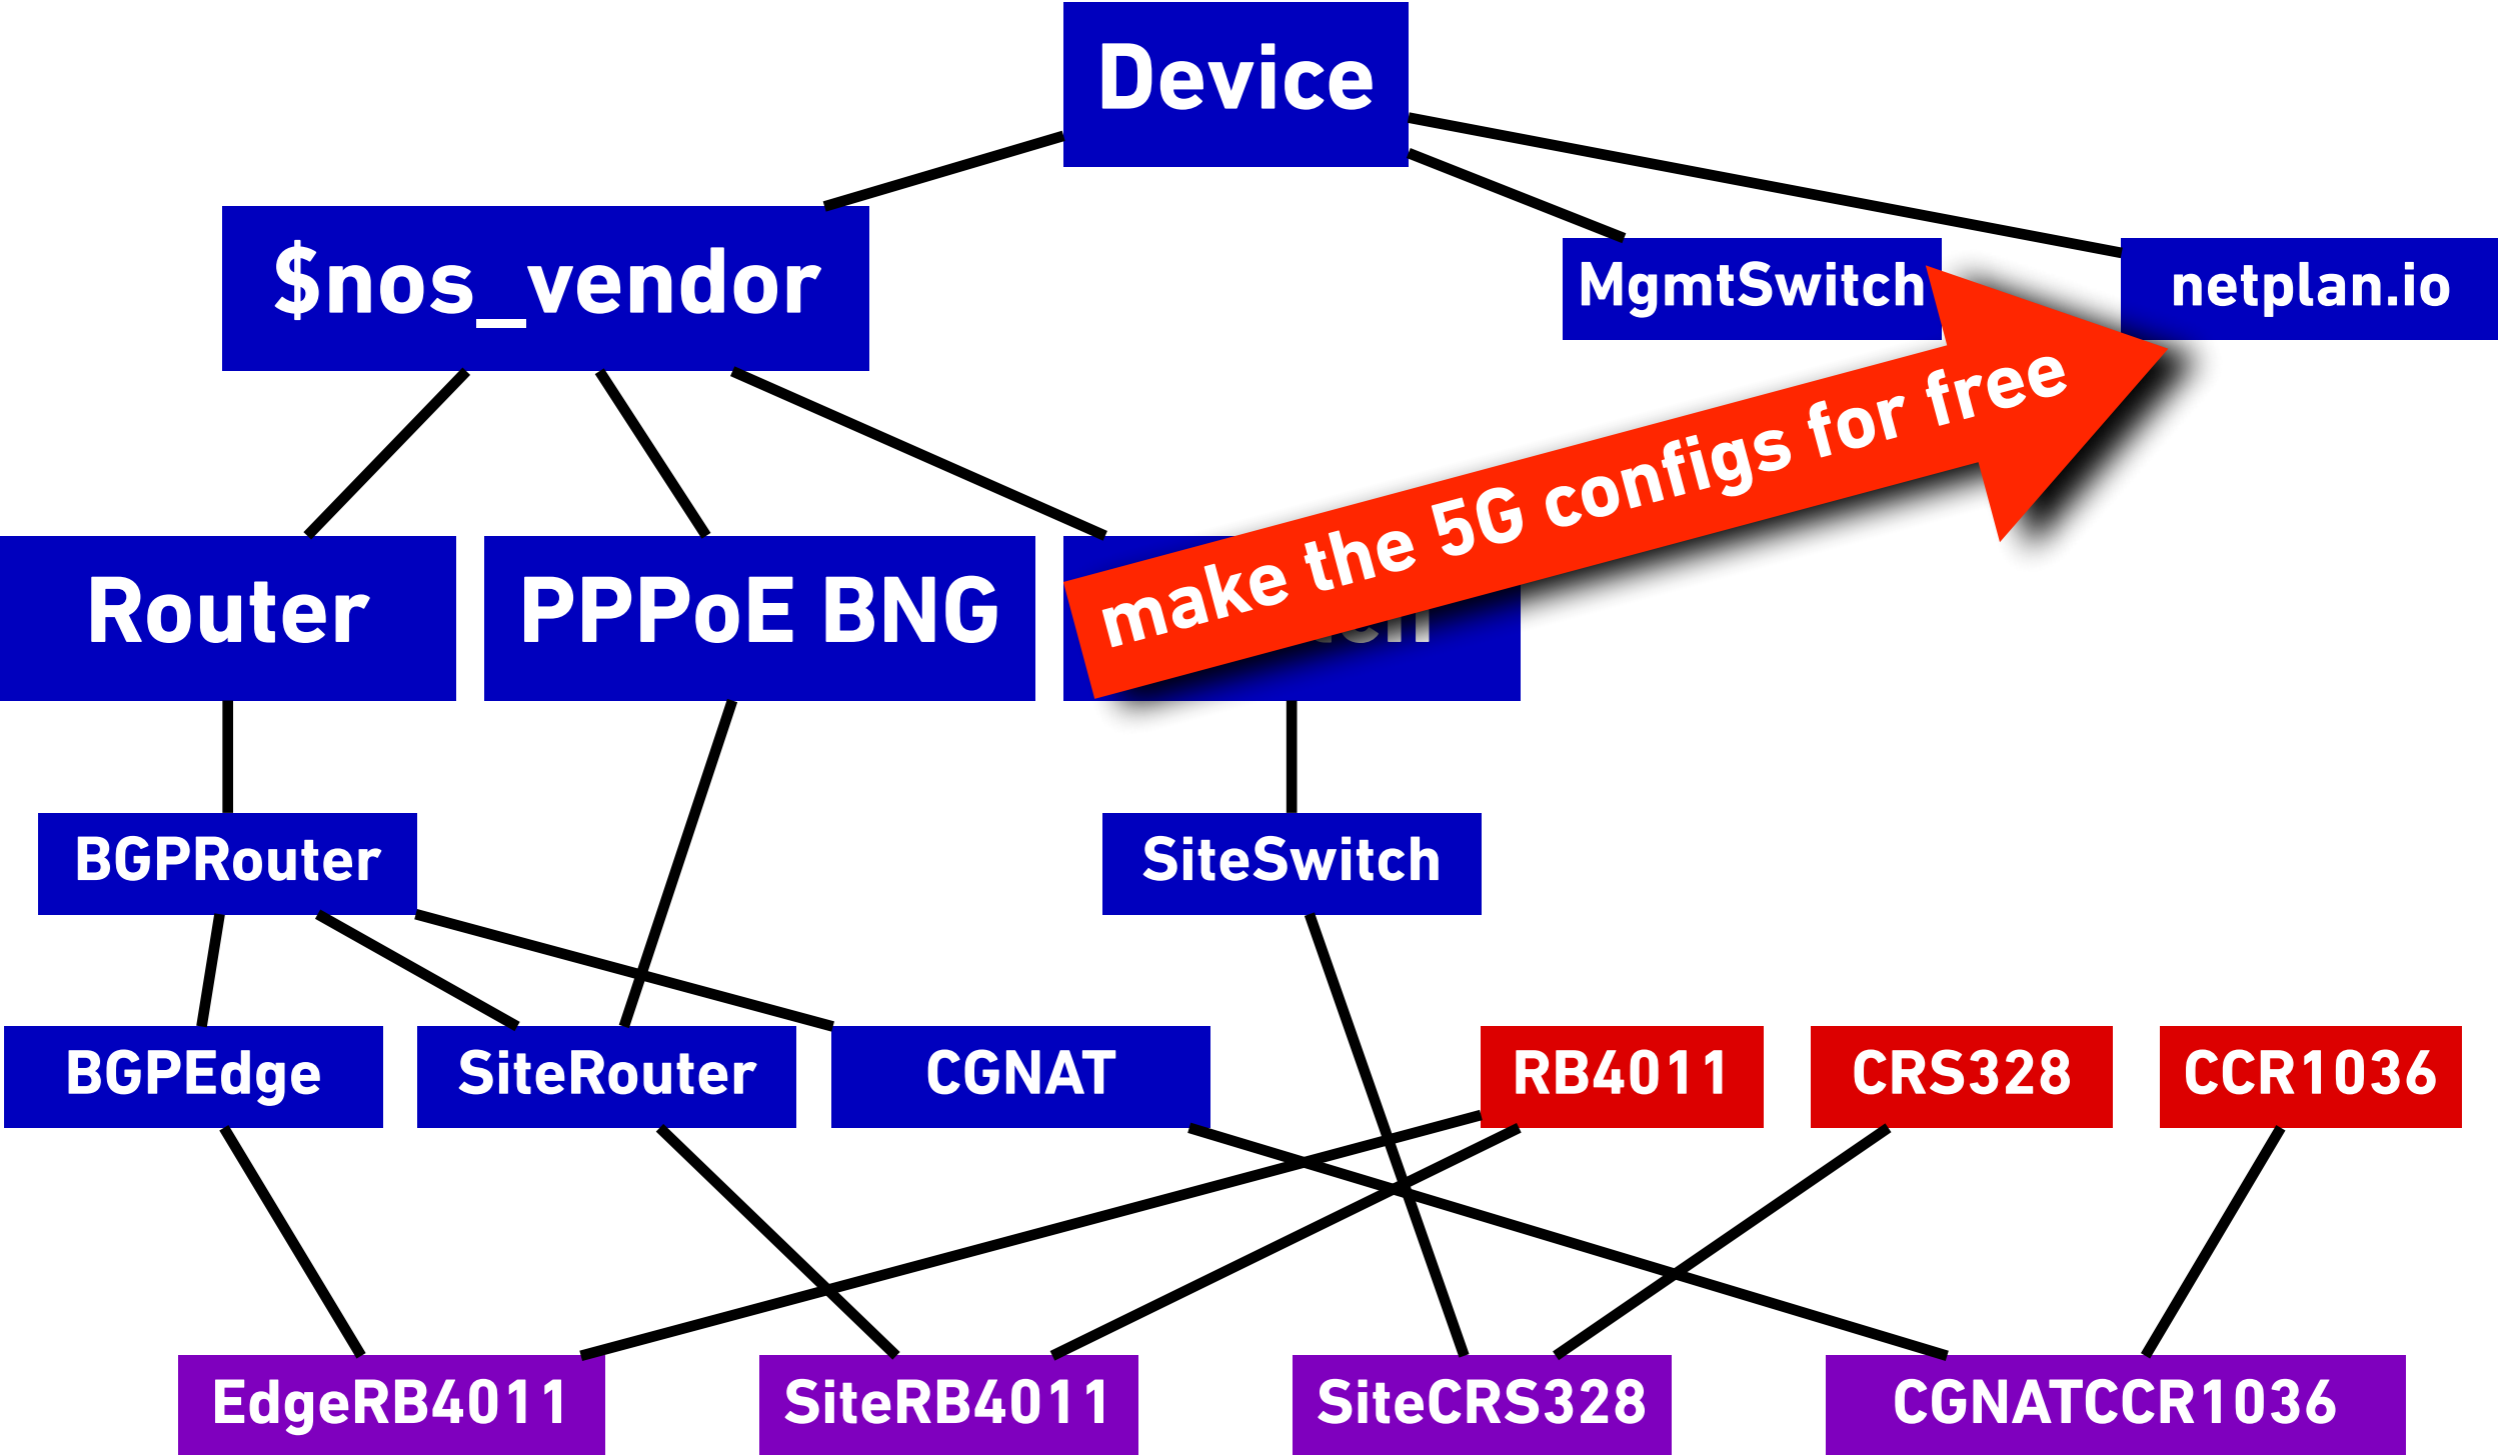 Device
$nos_vendor
MgmtSwitch
netplan.io
make the 5G configs for free
Router
PPPoE BNG
BGPRouter
SiteSwitch
BGPEdge
SiteRouter
CGNAT
RB4011
CRS328
CCR1036
EdgeRB4011
SiteRB4011
SiteCRS328
CGNATCCR1036